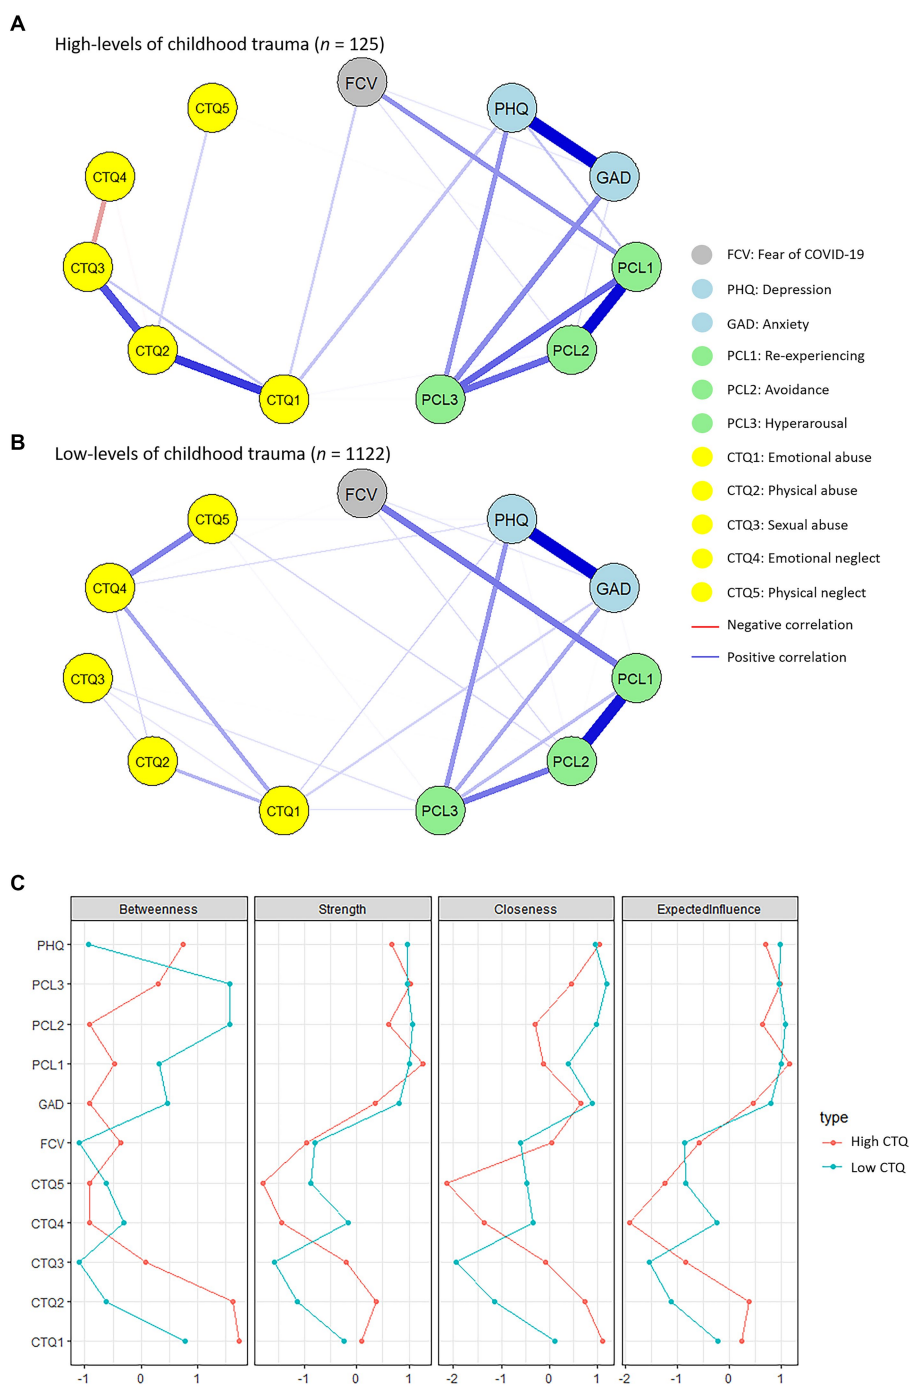 A
High-levels of childhood trauma (n = 125)
FCV
CTQ5
PHQ
CTQ4
GAD
CTQ3
PCL1
CTQ2
PCL2
CTQ1
PCL3
FCV: Fear of COVID-19
PHQ: Depression
GAD: Anxiety
PCL1: Re-experiencing
PCL2: Avoidance
PCL3: Hyperarousal
CTQ1: Emotional abuse
CTQ2: Physical abuse
CTQ3: Sexual abuse
CTQ4: Emotional neglect
CTQ5: Physical neglect
Negative correlation
Positive correlation
B
Low-levels of childhood trauma (n = 1122)
FCV
CTQ5
PHQ
CTQ4
GAD
CTQ3
PCL1
CTQ2
PCL2
CTQ1
PCL3
C
Betweenness Strength Closeness ExpectedInfluence
PHQ
PCL3
PCL2
PCL1
GAD
FCV
CTQ5
CTQ4
CTQ3
CTQ2
CTQ1
-1 0 1 -1 0 1 -2 -1 0 1 -2 -1 0 1
type
High CTQ
Low CTQ